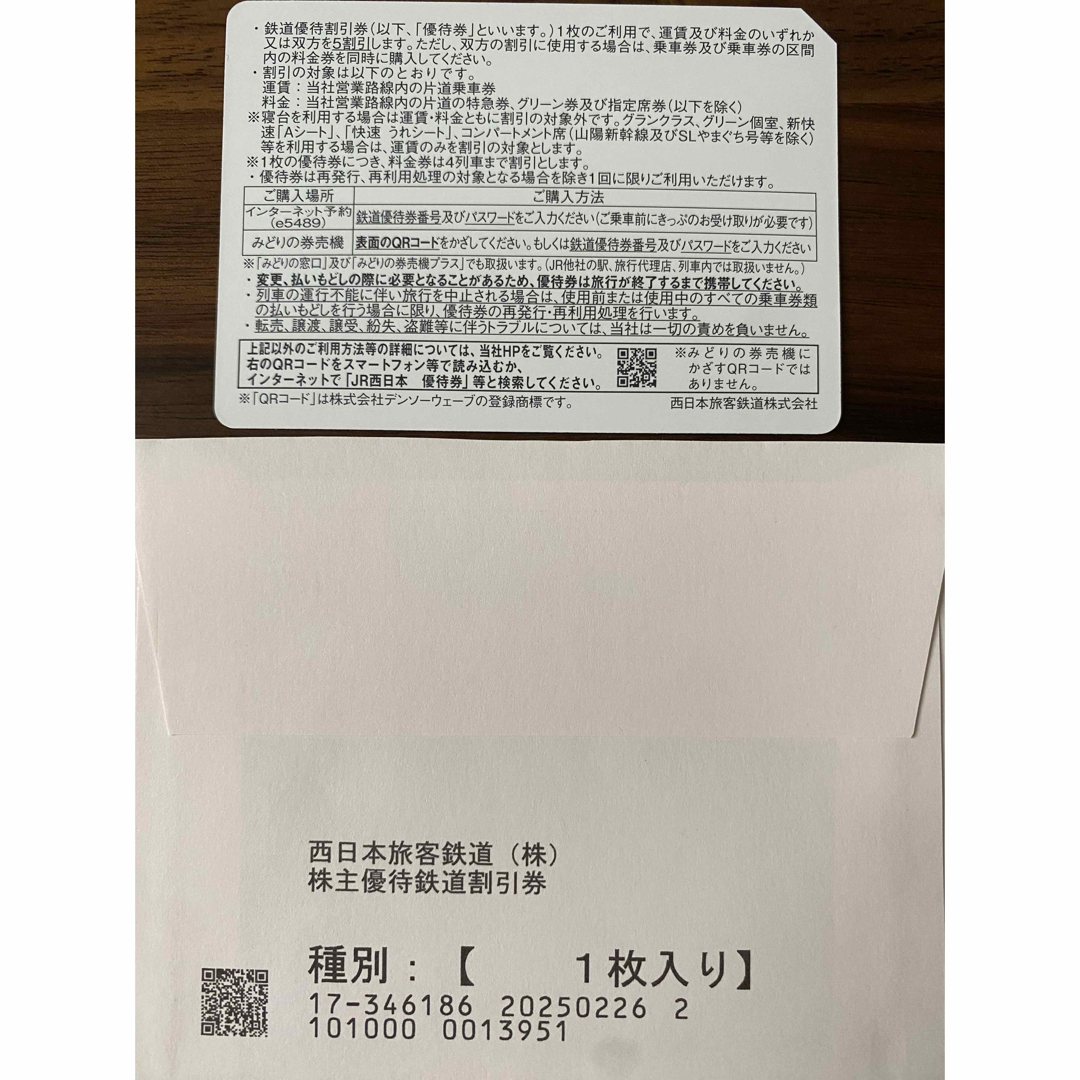 ・鉄道優待割引券(以下、「優待券」といいます。)1枚のご利用で、運賃及び料金のいずれか
又は双方を5割引します。ただし、双方の割引に使用する場合は、乗車券及び乗車券の区間
内の料金券を同時に購入してください。
・割引の対象は以下のとおりです。
運賃：当社営業路線内の片道乗車券
料金：当社営業路線内の片道の特急券、グリーン券及び指定席券(以下を除く)
※寝台を利用する場合は運賃・料金ともに割引の対象外です。グランクラス、グリーン個室、新快
速「Aシート」、「快速 うれシート」、コンパートメント席(山陽新幹線及びSLやまぐち号等を除く)
等を利用する場合は、運賃のみを割引の対象とします。
※1枚の優待券につき、料金券は4列車まで割引とします。
・優待券は再発行、再利用処理の対象となる場合を除き1回に限りご利用いただけます。
ご購入場所 ご購入方法
インターネット予約
(e5489) 鉄道優待券番号及びパスワードをご入力ください(ご乗車前にきっぷのお受け取りが必要です)
みどりの券売機 表面のQRコードをかざしてください。もしくは鉄道優待券番号及びパスワードをご入力ください
※「みどりの窓口」及び「みどりの券売機プラス」でも取扱います。(JR他社の駅、旅行代理店、列車内では取扱いません。)
・変更、払いもどしの際に必要となることがあるため、優待券は旅行が終了するまで携帯してください。
・列車の運行不能に伴い旅行を中止される場合は、使用前または使用中のすべての乗車券類
の払いもどしを行う場合に限り、優待券の再発行・再利用処理を行います。
・転売、譲渡、譲受、紛失、盗難等に伴うトラブルについては、当社は一切の責めを負いません。
上記以外のご利用方法等の詳細については、当社HPをご覧ください。
右のQRコードをスマートフォン等で読み込むか、
インターネットで「JR西日本　優待券」等と検索してください。
※みどりの券売機に
かざすQRコードでは
ありません。
※「QRコード」は株式会社デンソーウェーブの登録商標です。 西日本旅客鉄道株式会社
西日本旅客鉄道（株）
株主優待鉄道割引券
種別：【　　1枚入り】
17-346186 20250226 2
101000 0013951